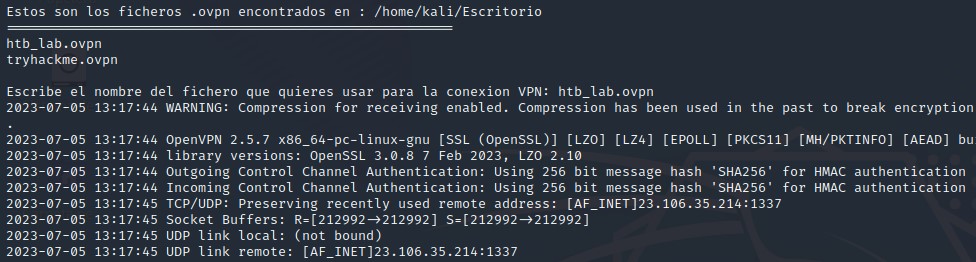 Estos son los ficheros .ovpn encontrados en : /home/kali/Escritorio
htb_lab.ovpn
tryhackme.ovpn
Escribe el nombre del fichero que quieres usar para la conexion VPN: htb_lab.ovpn
2023-07-05 13:17:44 WARNING: Compression for receiving enabled. Compression has been used in the past to break encryption
.
2023-07-05 13:17:44 OpenVPN 2.5.7 x86_64-pc-linux-gnu [SSL (OpenSSL)] [LZO] [LZ4] [EPOLL] [PKCS11] [MH/PKTINFO] [AEAD] bu
2023-07-05 13:17:44 library versions: OpenSSL 3.0.8 7 Feb 2023, LZO 2.10
2023-07-05 13:17:44 Outgoing Control Channel Authentication: Using 256 bit message hash 'SHA256' for HMAC authentication
2023-07-05 13:17:44 Incoming Control Channel Authentication: Using 256 bit message hash 'SHA256' for HMAC authentication
2023-07-05 13:17:45 TCP/UDP: Preserving recently used remote address: [AF_INET]23.106.35.214:1337
2023-07-05 13:17:45 Socket Buffers: R=[212992→212992] S=[212992→212992]
2023-07-05 13:17:45 UDP link local: (not bound)
2023-07-05 13:17:45 UDP link remote: [AF_INET]23.106.35.214:1337